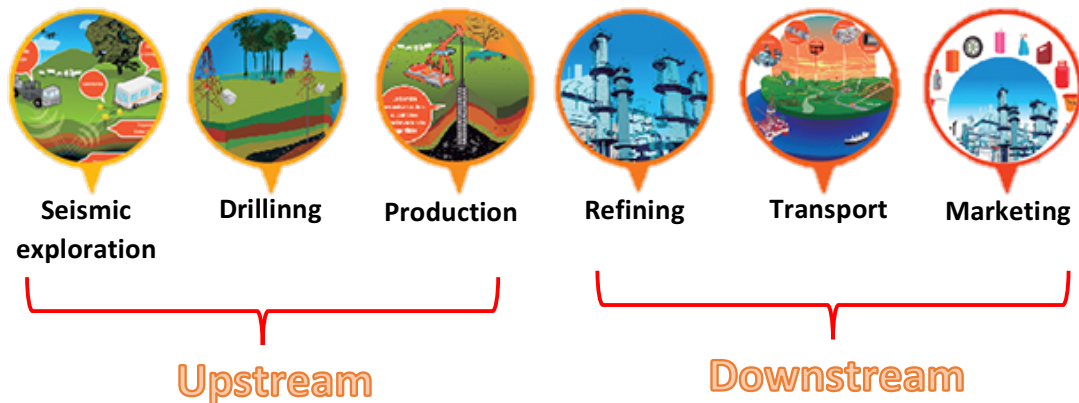 Seismic
exploration
Drillinng
Production
Refining
Transport
Marketing
Upstream
Downstream